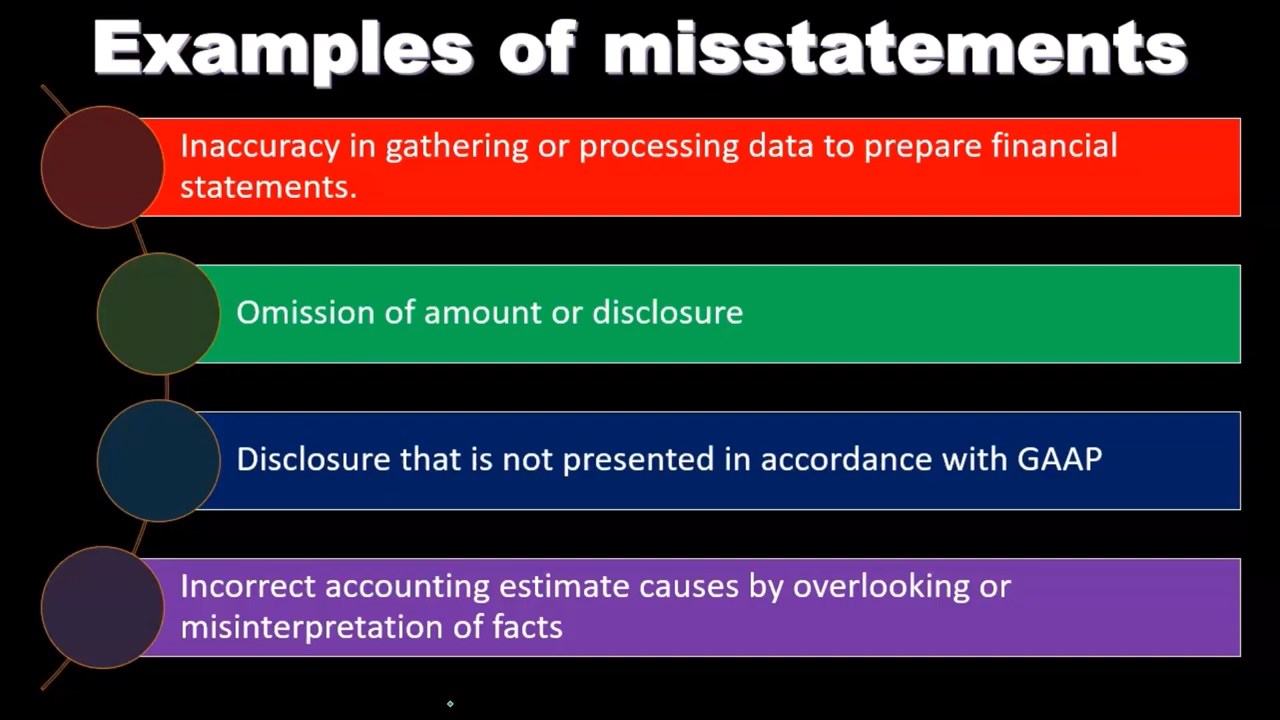 Examples of misstatements
Inaccuracy in gathering or processing data to prepare financial
statements.
Omission of amount or disclosure
Disclosure that is not presented in accordance with GAAP
Incorrect accounting estimate causes by overlooking or
misinterpretation of facts